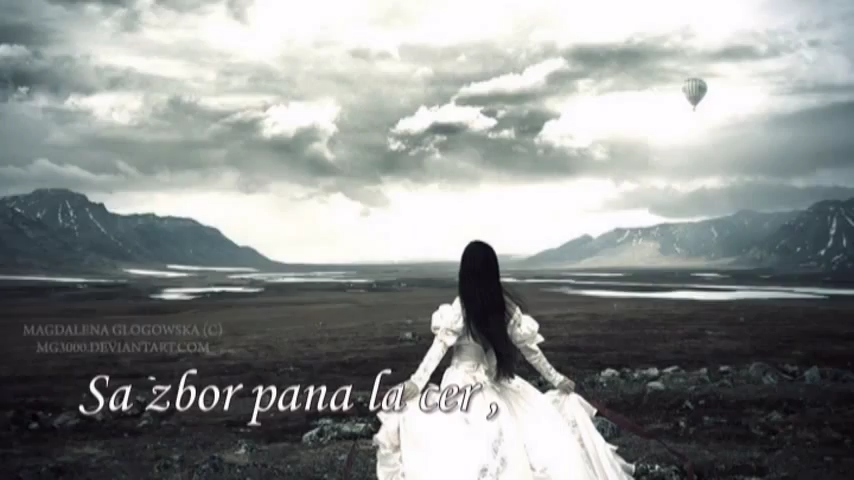 MAGDALENA GLOGOWSKA (C)
MG3000.DEVIANTART.COM
Sa zbor pana la cer,